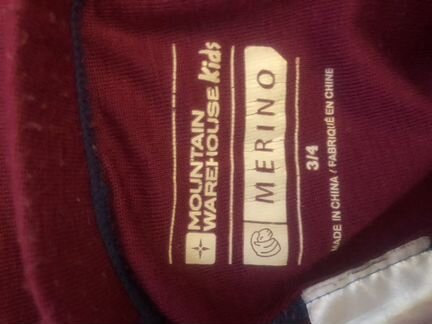 MOUNTAIN
WAREHOUSE Kids
MERINO
3/4
MADE IN CHINA / FABRIQUÉ EN CHINE